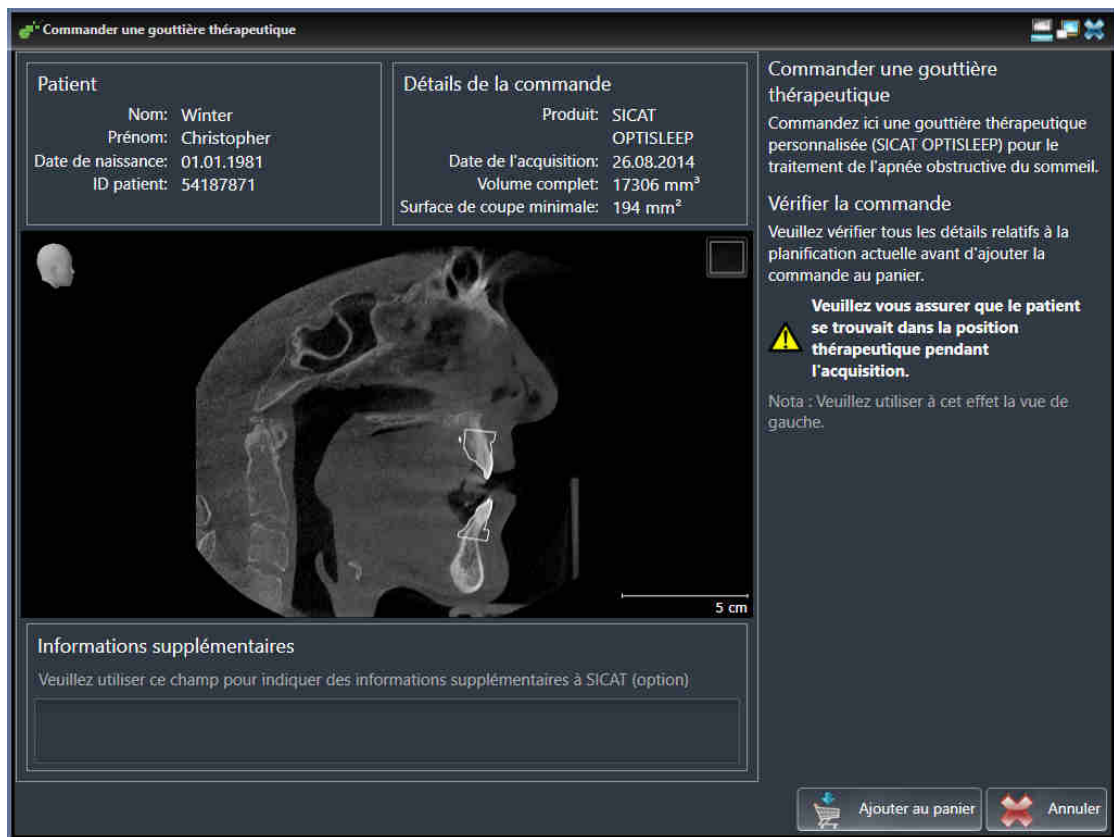 Commander une gouttière thérapeutique
Patient
Nom: Winter
Prénom: Christopher
Date de naissance: 01.01.1981
ID patient: 54187871
Détails de la commande
Produit: SICAT
OPTISLEEP
Date de l'acquisition: 26.08.2014
Volume complet: 17306 mm³
Surface de coupe minimale: 194 mm²
5 cm
Informations supplémentaires
Veuillez utiliser ce champ pour indiquer des informations supplémentaires à SICAT (option)
Commander une gouttière
thérapeutique
Commandez ici une gouttière thérapeutique
personnalisée (SICAT OPTISLEEP) pour le
traitement de l'apnée obstructive du sommeil.
Vérifier la commande
Veuillez vérifier tous les détails relatifs à la
planification actuelle avant d'ajouter la
commande au panier.
Veuillez vous assurer que le patient
se trouvait dans la position
thérapeutique pendant
l'acquisition.
Nota : Veuillez utiliser à cet effet la vue de
gauche.
Ajouter au panier
Annuler